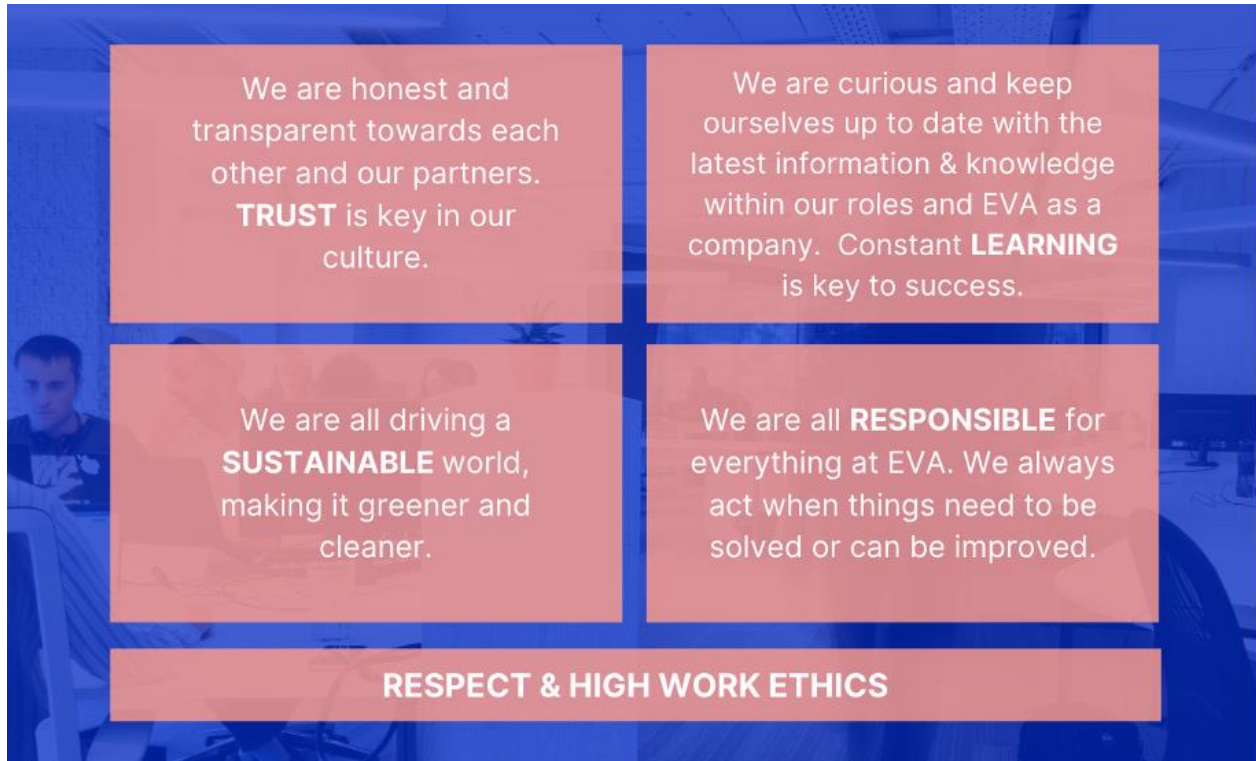 We are honest and
transparent towards each
other and our partners.
TRUST is key in our
culture.
We are curious and keep
ourselves up to date with the
latest information & knowledge
within our roles and EVA as a
company.  Constant LEARNING
is key to success.
We are all driving a
SUSTAINABLE world,
making it greener and
cleaner.
We are all RESPONSIBLE for
everything at EVA. We always
act when things need to be
solved or can be improved.
RESPECT & HIGH WORK ETHICS